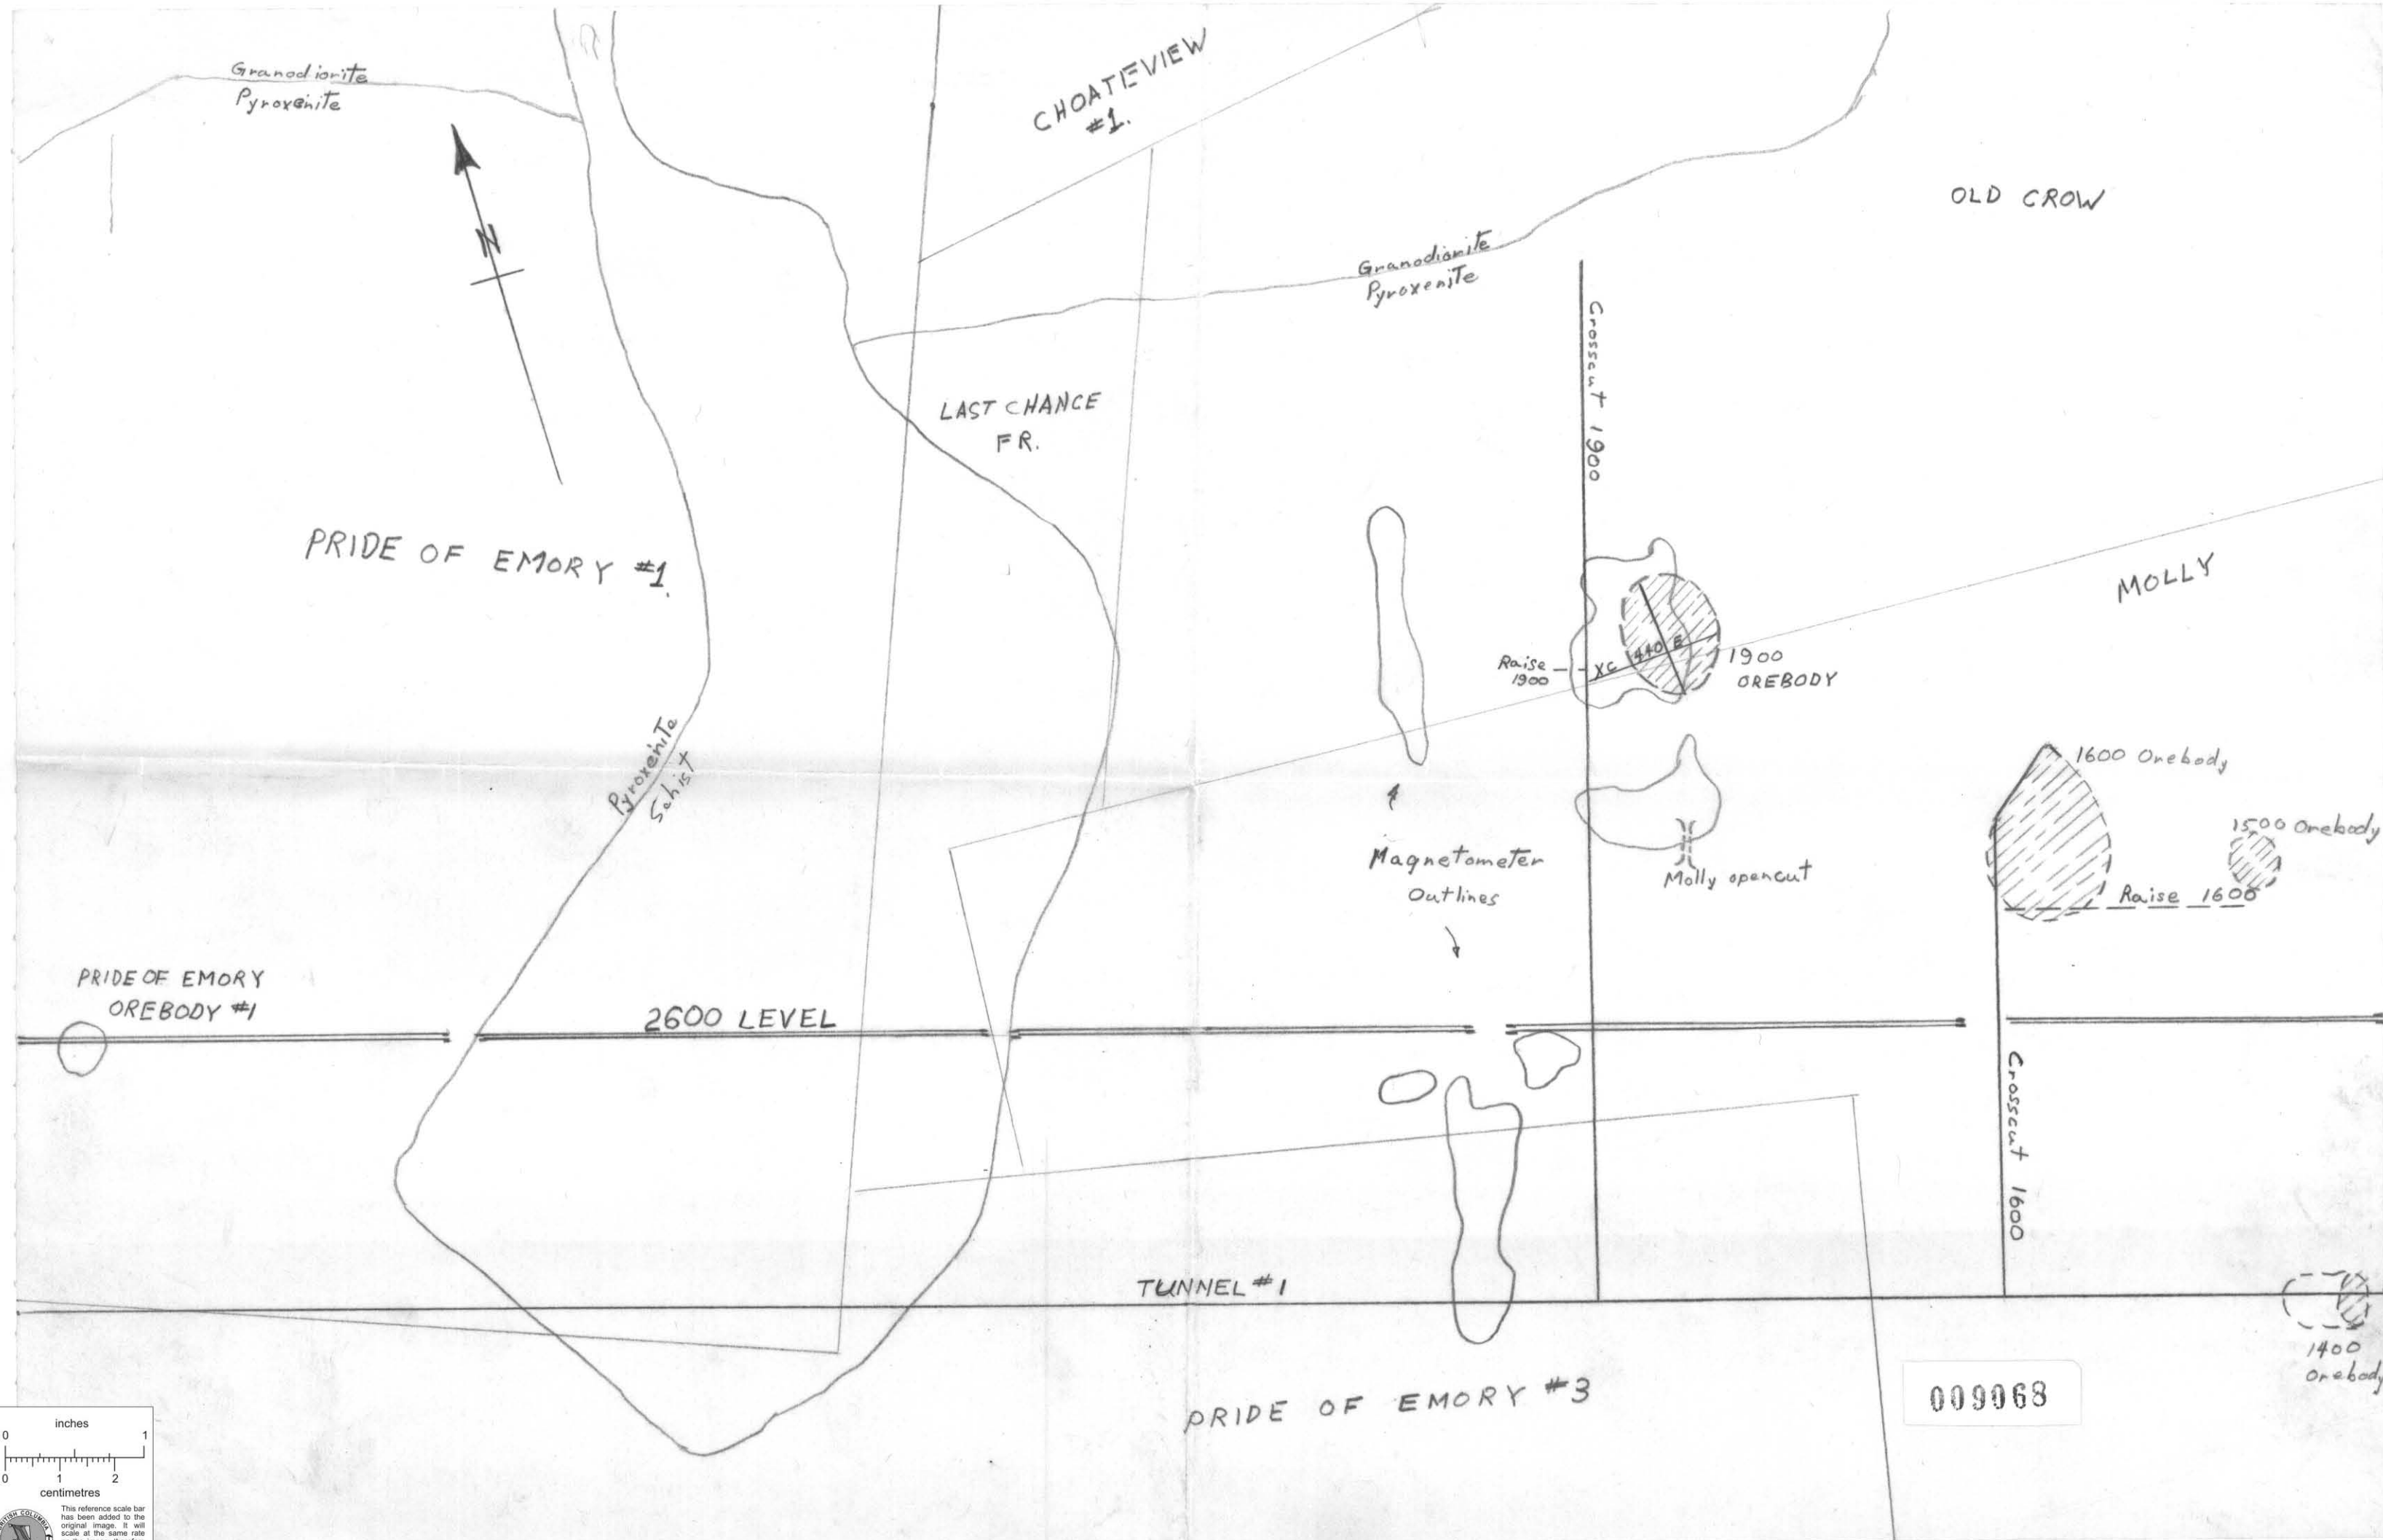 Granodiorite
Pyroxenite
N
CHOATEVIEW
#1.
OLD CROW
Granodiorite
Pyroxenite
Crosscut 1900
LAST CHANCE
FR.
PRIDE OF EMORY #1.
MOLLY
Raise
1900
XC 440 E
1900
OREBODY
Pyroxenite
Schist
1600 Orebody
1500 Orebody
Magnetometer
Outlines
Molly opencut
Raise 1600
PRIDE OF EMORY
OREBODY #1
2600 LEVEL
Crosscut 1600
TUNNEL #1
1400
Orebody
PRIDE OF EMORY #3
009068
inches
0 1
0 1 2
centimetres
This reference scale bar
has been added to the
original image. It will
scale at the same rate
BRITISH COLUMBIA